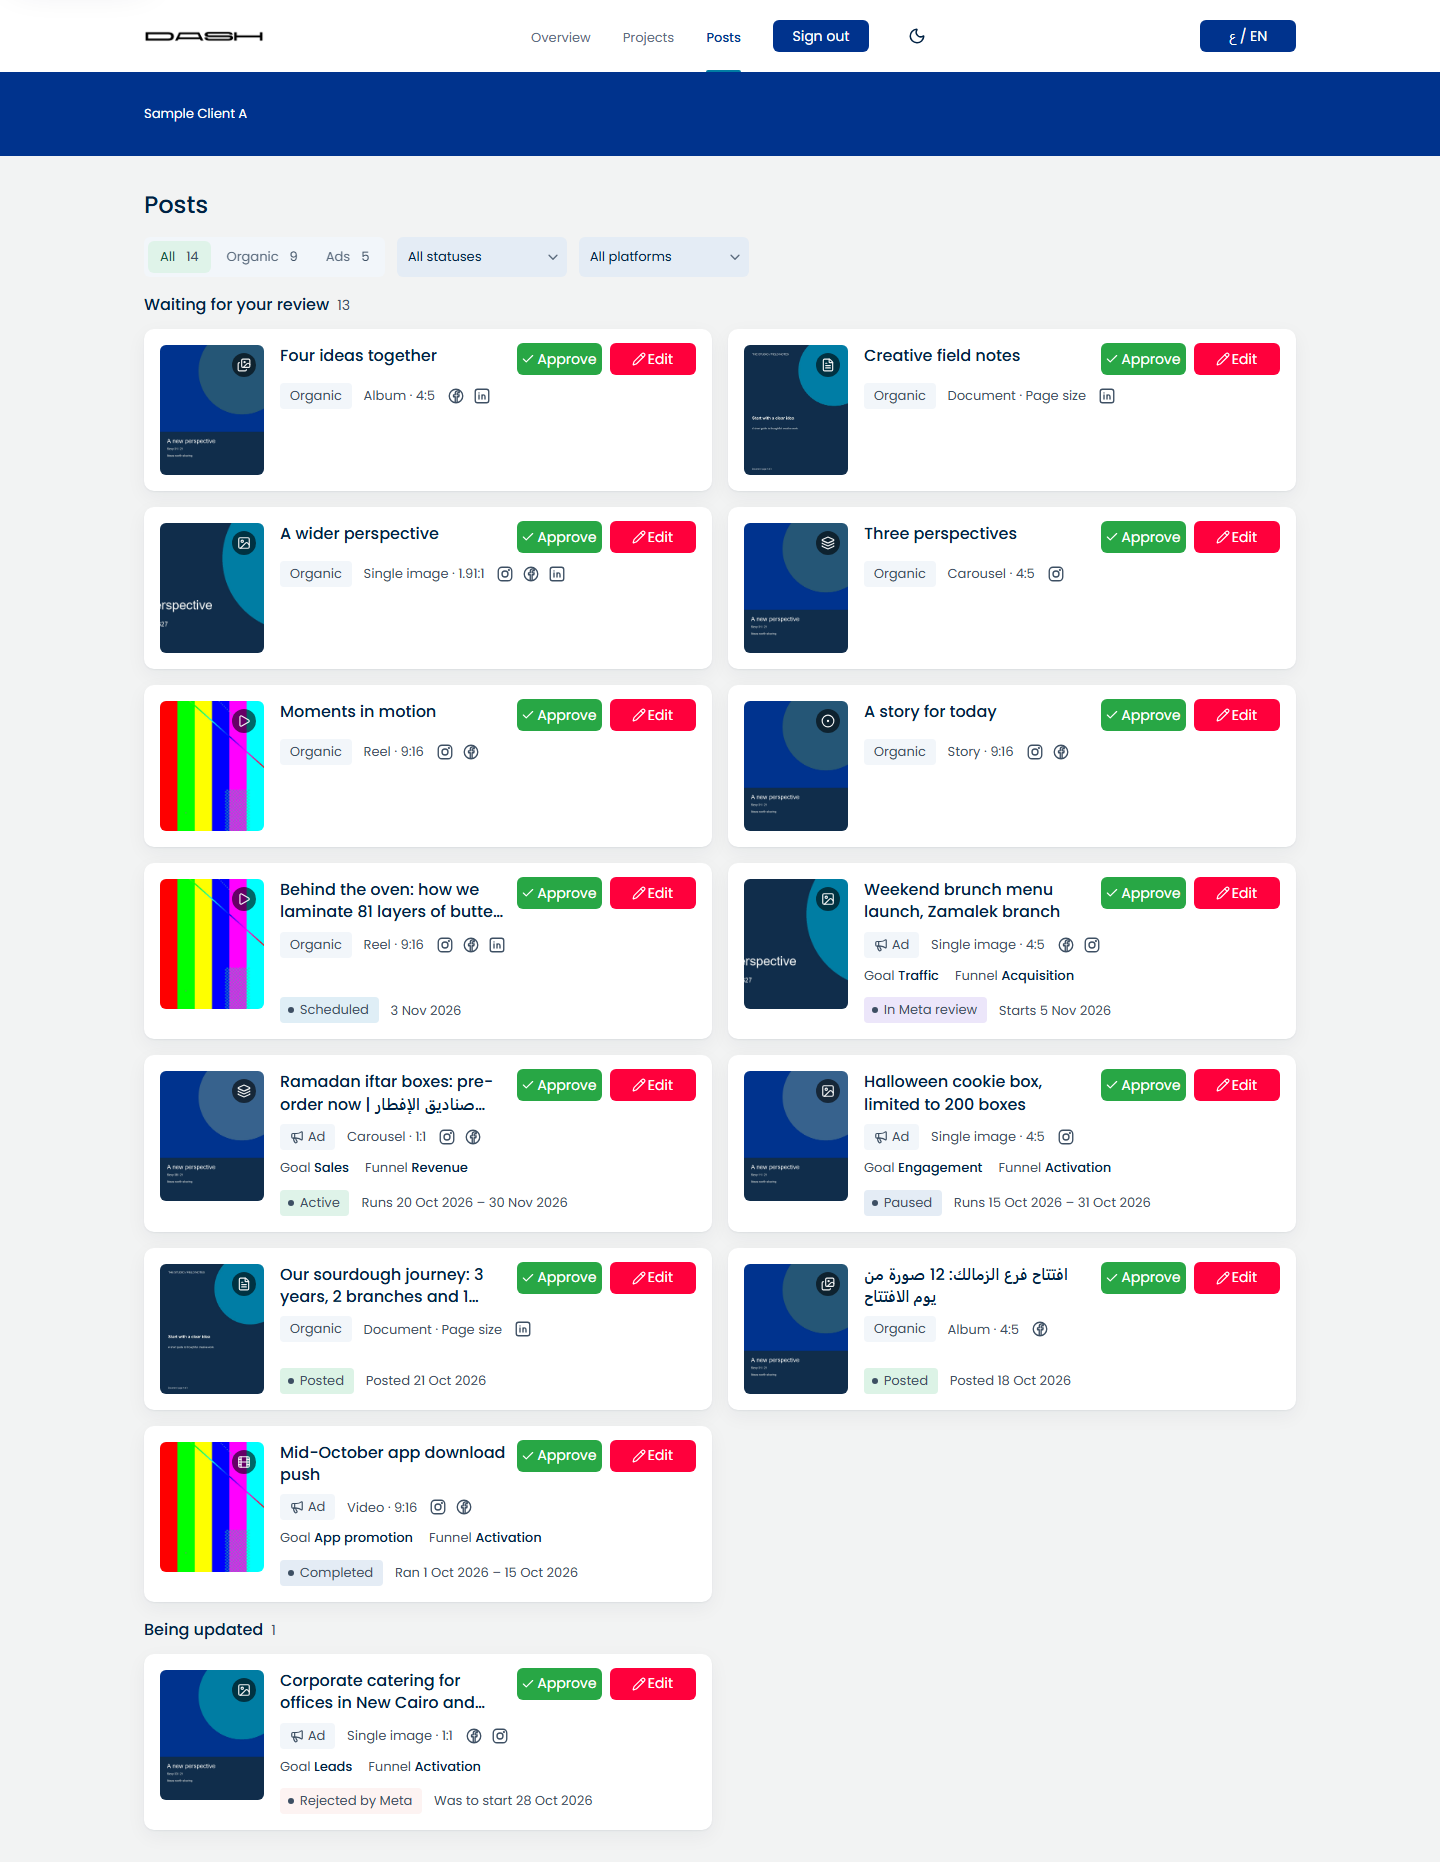 DASH
Overview
Projects
Posts
Sign out
ع / EN
Sample Client A
Posts
All 14
Organic 9
Ads 5
All statuses
All platforms
Waiting for your review 13
A new perspective
Four ideas together
Approve
Edit
Organic
Album · 4:5
Start with a clear idea
Creative field notes
Approve
Edit
Organic
Document · Page size
erspective
A wider perspective
Approve
Edit
Organic
Single image · 1.91:1
A new perspective
Three perspectives
Approve
Edit
Organic
Carousel · 4:5
Moments in motion
Approve
Edit
Organic
Reel · 9:16
A new perspective
A story for today
Approve
Edit
Organic
Story · 9:16
Behind the oven: how we
laminate 81 layers of butte...
Approve
Edit
Organic
Reel · 9:16
Scheduled
3 Nov 2026
erspective
Weekend brunch menu
launch, Zamalek branch
Approve
Edit
Ad
Single image · 4:5
Goal Traffic
Funnel Acquisition
In Meta review
Starts 5 Nov 2026
A new perspective
Ramadan iftar boxes: pre-
order now | صناديق الإفطار...
Approve
Edit
Ad
Carousel · 1:1
Goal Sales
Funnel Revenue
Active
Runs 20 Oct 2026 – 30 Nov 2026
A new perspective
Halloween cookie box,
limited to 200 boxes
Approve
Edit
Ad
Single image · 4:5
Goal Engagement
Funnel Activation
Paused
Runs 15 Oct 2026 – 31 Oct 2026
Start with a clear idea
Our sourdough journey: 3
years, 2 branches and 1...
Approve
Edit
Organic
Document · Page size
Posted
Posted 21 Oct 2026
A new perspective
افتتاح فرع الزمالك: 12 صورة من
يوم الافتتاح
Approve
Edit
Organic
Album · 4:5
Posted
Posted 18 Oct 2026
Mid-October app download
push
Approve
Edit
Ad
Video · 9:16
Goal App promotion
Funnel Activation
Completed
Ran 1 Oct 2026 – 15 Oct 2026
Being updated 1
A new perspective
Corporate catering for
offices in New Cairo and...
Approve
Edit
Ad
Single image · 1:1
Goal Leads
Funnel Activation
Rejected by Meta
Was to start 28 Oct 2026